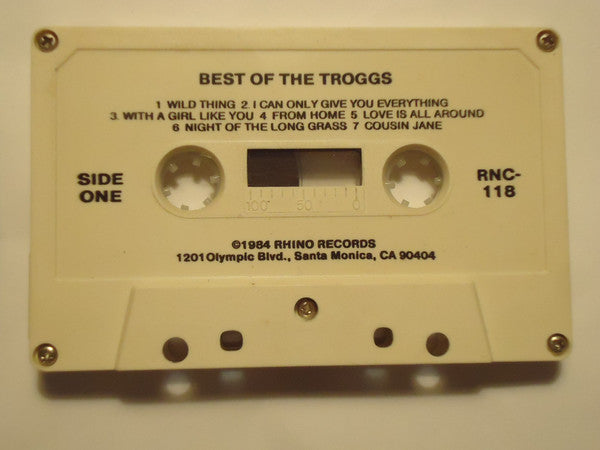 BEST OF THE TROGGS
1 WILD THING 2. I CAN ONLY GIVE YOU EVERYTHING
3. WITH A GIRL LIKE YOU 4 FROM HOME 5 LOVE IS ALL AROUND
6 NIGHT OF THE LONG GRASS 7 COUSIN JANE
SIDE ONE
100 50 0
RNC-118
©1984 RHINO RECORDS
1201 Olympic Blvd., Santa Monica, CA 90404